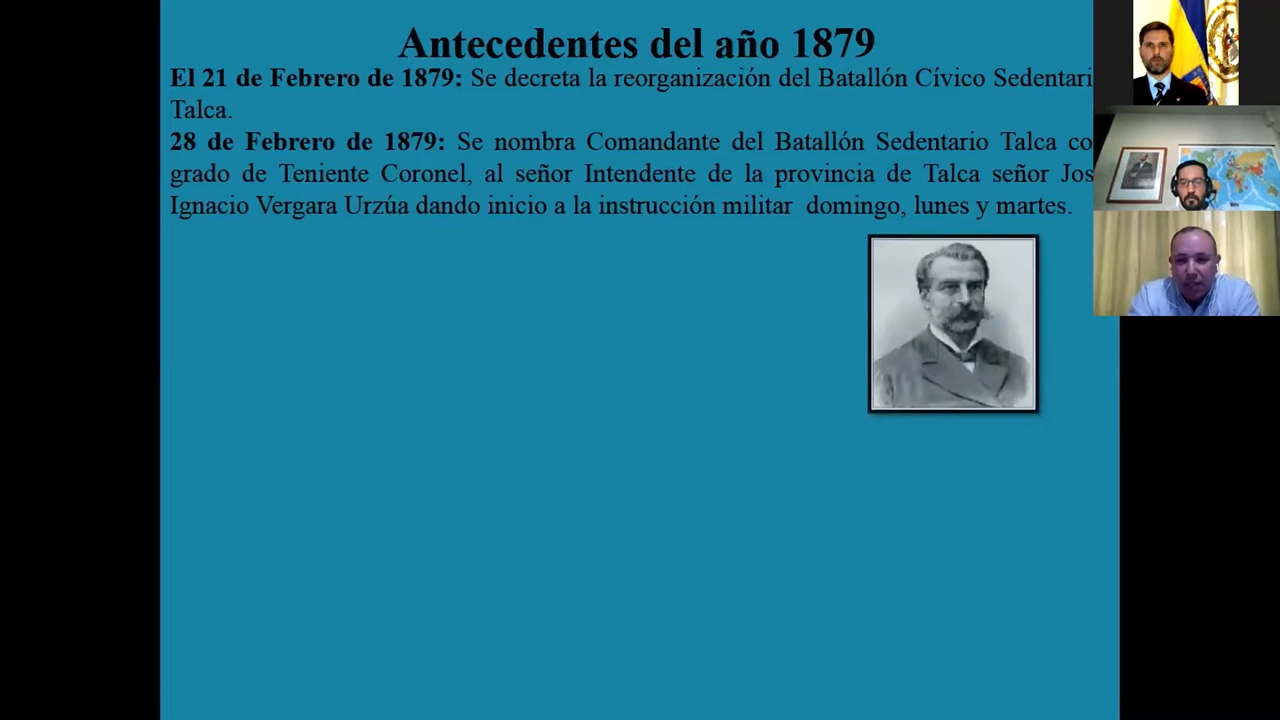 Antecedentes del año 1879
El 21 de Febrero de 1879: Se decreta la reorganización del Batallón Cívico Sedentari
Talca.
28 de Febrero de 1879: Se nombra Comandante del Batallón Sedentario Talca co
grado de Teniente Coronel, al señor Intendente de la provincia de Talca señor Jos
Ignacio Vergara Urzúa dando inicio a la instrucción militar domingo, lunes y martes.